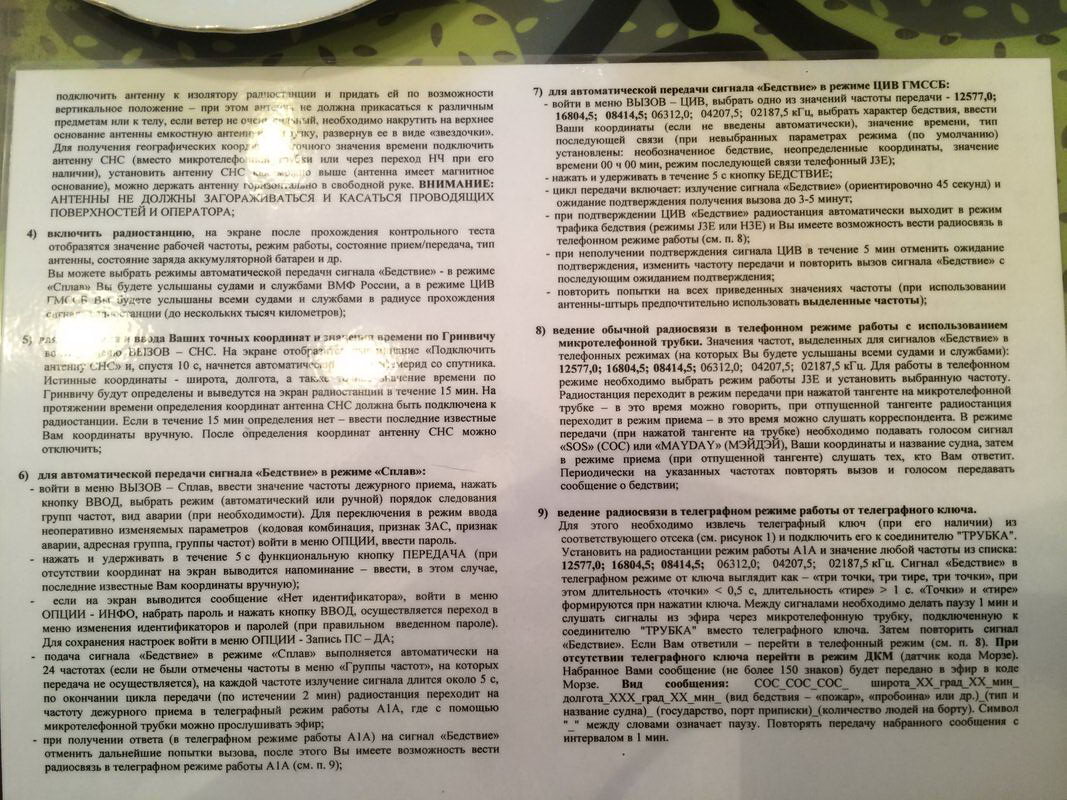 подключить антенну к изолятору радиостанции и придать ей по возможности
вертикальное положение – при этом антенна не должна прикасаться к различным
предметам или к телу, если ветер не очень сильный, необходимо накрутить на верхнее
основание антенны емкостную развернув ее в виде «звездочки».
Для получения географических точного значения времени подключить
антенну СНС (вместо микротелефонной трубки или через переход НЧ при его
наличии), установить антенну СНС как можно выше (антенна имеет магнитное
основание), можно держать антенну горизонтально в свободной руке. ВНИМАНИЕ:
АНТЕННЫ НЕ ДОЛЖНЫ ЗАГОРАЖИВАТЬСЯ И КАСАТЬСЯ ПРОВОДЯЩИХ
ПОВЕРХНОСТЕЙ И ОПЕРАТОРА;
4) включить радиостанцию, на экране после прохождения контрольного теста
отобразятся значение рабочей частоты, режим работы, состояние прием/передача, тип
антенны, состояние заряда аккумуляторной батареи и др.
Вы можете выбрать режимы автоматической передачи сигнала «Бедствие» - в режиме
«Сплав» Вы будете услышаны судами и службами ВМФ России, а в режиме ЦИВ
ГМССБ Вы будете услышаны всеми судами и службами в радиусе прохождения
(до нескольких тысяч километров);
5) и ввода Ваших точных координат и значения времени по Гринвичу
ВЫЗОВ – СНС. На экране «Подключить
антенну СНС» и, спустя 10 с, начнется со спутника.
Истинные координаты - широта, долгота, а также значение времени по
Гринвичу будут определены и выведутся на экран радиостанции в течение 15 мин. На
протяжении времени определения координат антенна СНС должна быть подключена к
радиостанции. Если в течение 15 мин определения нет – ввести последние известные
Вам координаты вручную. После определения координат антенну СНС можно
отключить;
6) для автоматической передачи сигнала «Бедствие» в режиме «Сплав»:
- войти в меню ВЫЗОВ – Сплав, ввести значения частоты дежурного приема, нажать
кнопку ВВОД, выбрать режим (автоматический или ручной) порядок следования
групп частот, вид аварии (при необходимости). Для переключения в режим ввода
неоперативно изменяемых параметров (кодовая комбинация, признак ЗАС, признак
аварии, адресная группа, группы частот) войти в меню ОПЦИИ, ввести пароль.
- нажать и удерживать в течение 5 с функциональную кнопку ПЕРЕДАЧА (при
отсутствии координат на экран выводится напоминание – ввести, в этом случае,
последние известные Вам координаты вручную);
- если на экран выводится сообщение «Нет идентификатора», войти в меню
ОПЦИИ - ИНФО, набрать пароль и нажать кнопку ВВОД, осуществляется переход в
меню изменения идентификаторов и паролей (при правильном введенном пароле).
Для сохранения настроек войти в меню ОПЦИИ - Запись ПС – ДА;
- подача сигнала «Бедствие» в режиме «Сплав» выполняется автоматически на
24 частотах (если не были отмечены частоты в меню «Группы частот», на которых
передача не осуществляется), на каждой частоте излучение сигнала длится около 5 с,
по окончании цикла передачи (по истечении 2 мин) радиостанция переходит на
частоту дежурного приема в телеграфный режим работы А1А, где с помощью
микротелефонной трубки можно прослушивать эфир;
- при получении ответа (в телеграфном режиме работы А1А) на сигнал «Бедствие»
отменить дальнейшие попытки вызова, после этого Вы имеете возможность вести
радиосвязь в телеграфном режиме работы А1А (см. п. 9);
7) для автоматической передачи сигнала «Бедствие» в режиме ЦИВ ГМССБ:
- войти в меню ВЫЗОВ – ЦИВ, выбрать одно из значений частоты передачи - 12577,0;
16804,5; 08414,5; 06312,0; 04207,5; 02187,5 кГц, выбрать характер бедствия, ввести
Ваши координаты (если не введены автоматически), значение времени, тип
последующей связи (при невыбранных параметрах режима (по умолчанию)
установлены: необозначенное бедствие, неопределенные координаты, значение
времени 00 ч 00 мин, режим последующей связи телефонный J3E);
- нажать и удерживать в течение 5 с кнопку БЕДСТВИЕ;
- цикл передачи включает: излучение сигнала «Бедствие» (ориентировочно 45 секунд) и
ожидание подтверждения получения вызова до 3-5 минут;
- при подтверждении ЦИВ «Бедствие» радиостанция автоматически выходит в режим
трафика бедствия (режимы J3E или H3E) и Вы имеете возможность вести радиосвязь в
телефонном режиме работы (см. п. 8);
- при неполучении подтверждения сигнала ЦИВ в течение 5 мин отменить ожидание
подтверждения, изменить частоту передачи и повторить вызов сигнала «Бедствие» с
последующим ожиданием подтверждения;
- повторить попытки на всех приведенных значениях частоты (при использовании
антенны-штырь предпочтительно использовать выделенные частоты);
8) ведение обычной радиосвязи в телефонном режиме работы с использованием
микротелефонной трубки. Значения частот, выделенных для сигналов «Бедствие» в
телефонных режимах (на которых Вы будете услышаны всеми судами и службами):
12577,0; 16804,5; 08414,5; 06312,0; 04207,5; 02187,5 кГц. Для работы в телефонном
режиме необходимо выбрать режим работы J3E и установить выбранную частоту.
Радиостанция переходит в режим передачи при нажатой тангенте на микротелефонной
трубке – в это время можно говорить, при отпущенной тангенте радиостанция
переходит в режим приема – в это время можно слушать корреспондента. В режиме
передачи (при нажатой тангенте на трубке) необходимо подавать голосом сигнал
«SOS» (СОС) или «MAYDAY» (МЭЙДЭЙ), Ваши координаты и название судна, затем
в режиме приема (при отпущенной тангенте) слушать тех, кто Вам ответит.
Периодически на указанных частотах повторять вызов и голосом передавать
сообщение о бедствии;
9) ведение радиосвязи в телеграфном режиме работы от телеграфного ключа.
Для этого необходимо извлечь телеграфный ключ (при его наличии) из
соответствующего отсека (см. рисунок 1) и подключить его к соединителю "ТРУБКА".
Установить на радиостанции режим работы А1А и значение любой частоты из списка:
12577,0; 16804,5; 08414,5; 06312,0; 04207,5; 02187,5 кГц. Сигнал «Бедствие» в
телеграфном режиме от ключа выглядит как – «три точки, три тире, три точки», при
этом длительность «точки» < 0,5 с, длительность «тире» > 1 с. «Точки» и «тире»
формируются при нажатии ключа. Между сигналами необходимо делать паузу 1 мин и
слушать сигналы из эфира через микротелефонную трубку, подключенную к
соединителю "ТРУБКА" вместо телеграфного ключа. Затем повторить сигнал
«Бедствие». Если Вам ответили – перейти в телефонный режим (см. п. 8). При
отсутствии телеграфного ключа перейти в режим ДКМ (датчик кода Морзе).
Набранное Вами сообщение (не более 150 знаков) будет передано в эфир в коде
Морзе. Вид сообщения: СОС_СОС_СОС_ широта_ХХ_град_ХХ_мин_
долгота_ХХХ_град_ХХ_мин_ (вид бедствия – «пожар», «пробоина» или др.)_(тип и
название судна)_ (государство, порт приписки)_(количество людей на борту). Символ
"_" между словами означает паузу. Повторять передачу набранного сообщения с
интервалом в 1 мин.